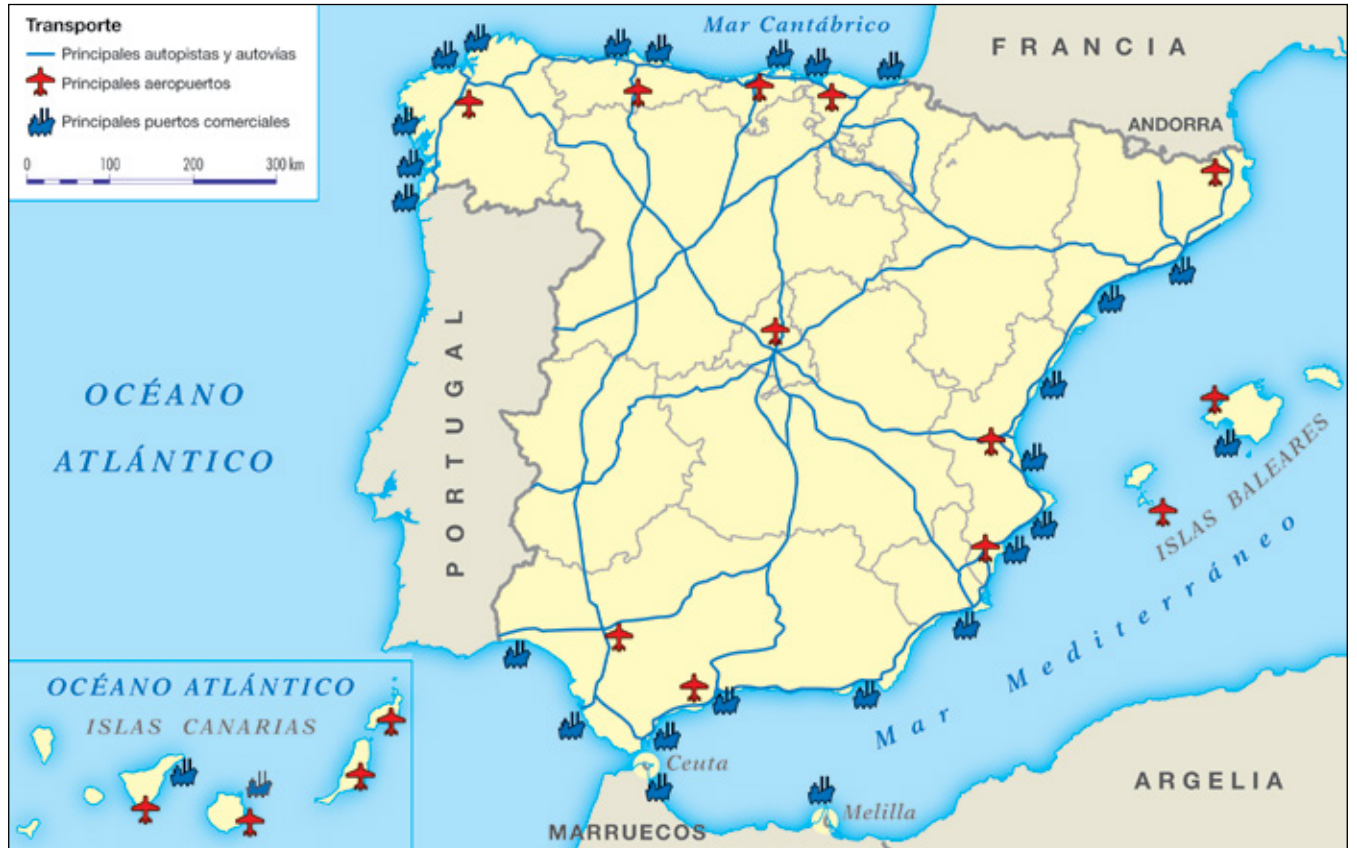 Transporte
Principales autopistas y autovías
Principales aeropuertos
Principales puertos comerciales
0 100 200 300 km
Mar Cantábrico
FRANCIA
ANDORRA
OCÉANO
ATLÁNTICO
PORTUGAL
ISLAS BALEARES
Mar Mediterráneo
OCÉANO ATLÁNTICO
ISLAS CANARIAS
Ceuta
Melilla
MARRUECOS
ARGELIA